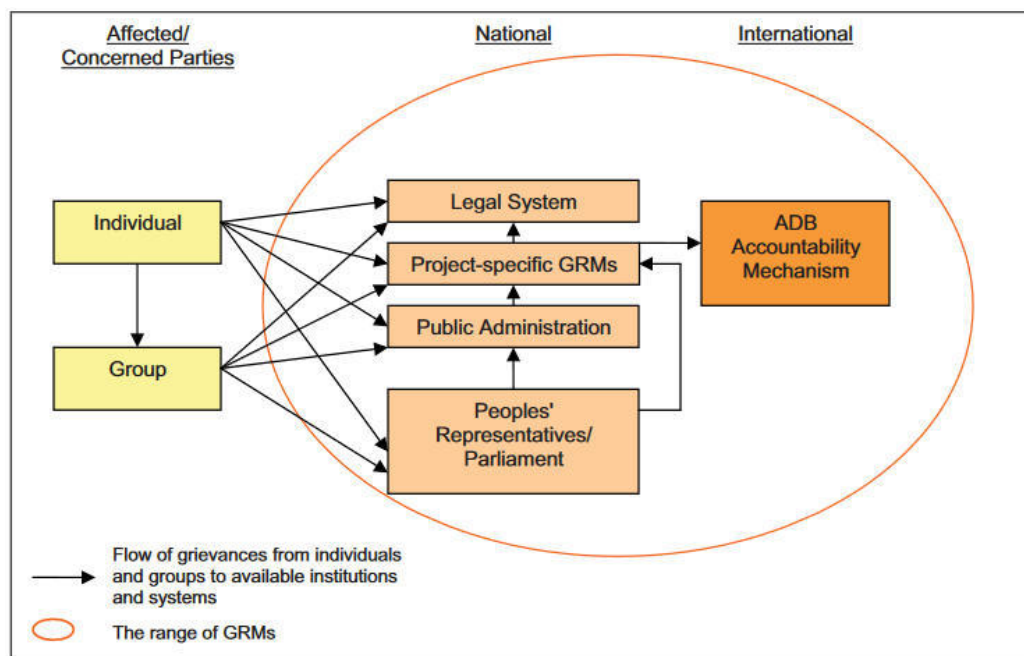 Affected/
Concerned Parties
National
International
Individual
Group
Legal System
Project-specific GRMs
Public Administration
Peoples'
Representatives/
Parliament
ADB
Accountability
Mechanism
Flow of grievances from individuals
and groups to available institutions
and systems
The range of GRMs